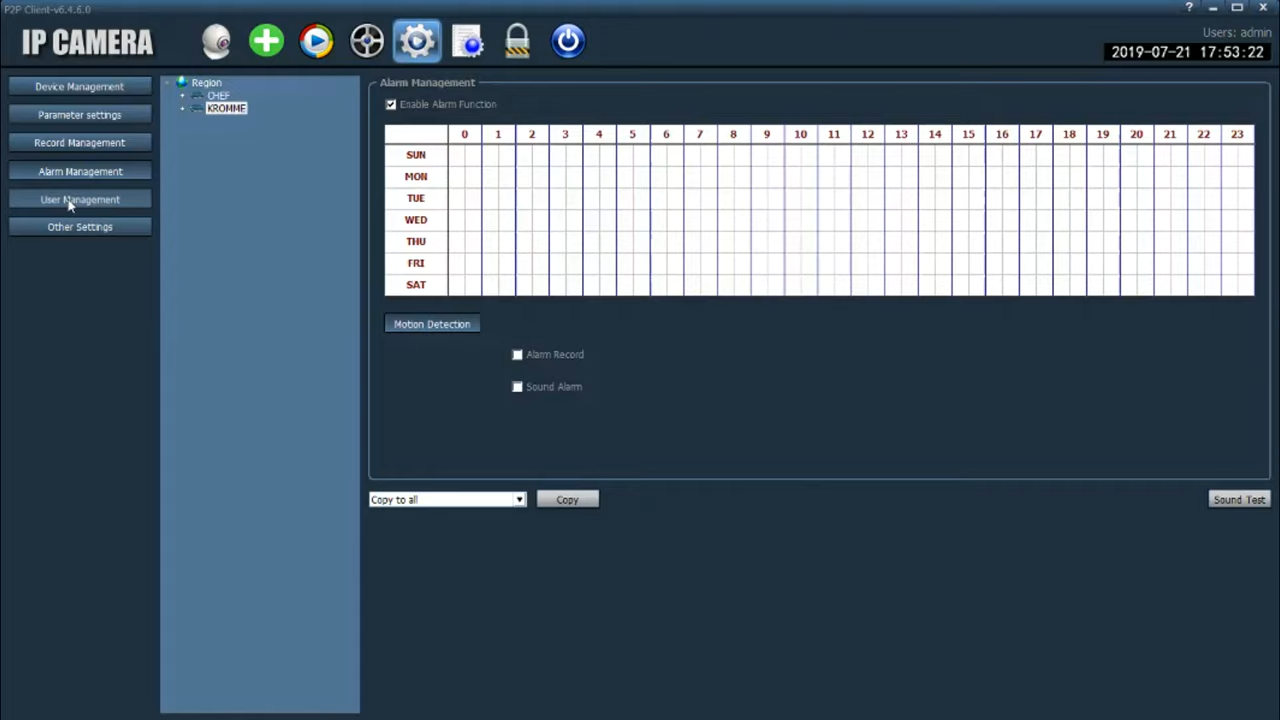 P2P Client-v6.4.6.0
?
IP CAMERA
Users: admin
2019-07-21 17:53:22
Device Management
Parameter settings
Record Management
Alarm Management
User Management
Other Settings
Region
CHEF
KROMME
Alarm Management
Enable Alarm Function
0 1 2 3 4 5 6 7 8 9 10 11 12 13 14 15 16 17 18 19 20 21 22 23
SUN
MON
TUE
WED
THU
FRI
SAT
Motion Detection
Alarm Record
Sound Alarm
Copy to all
Copy
Sound Test